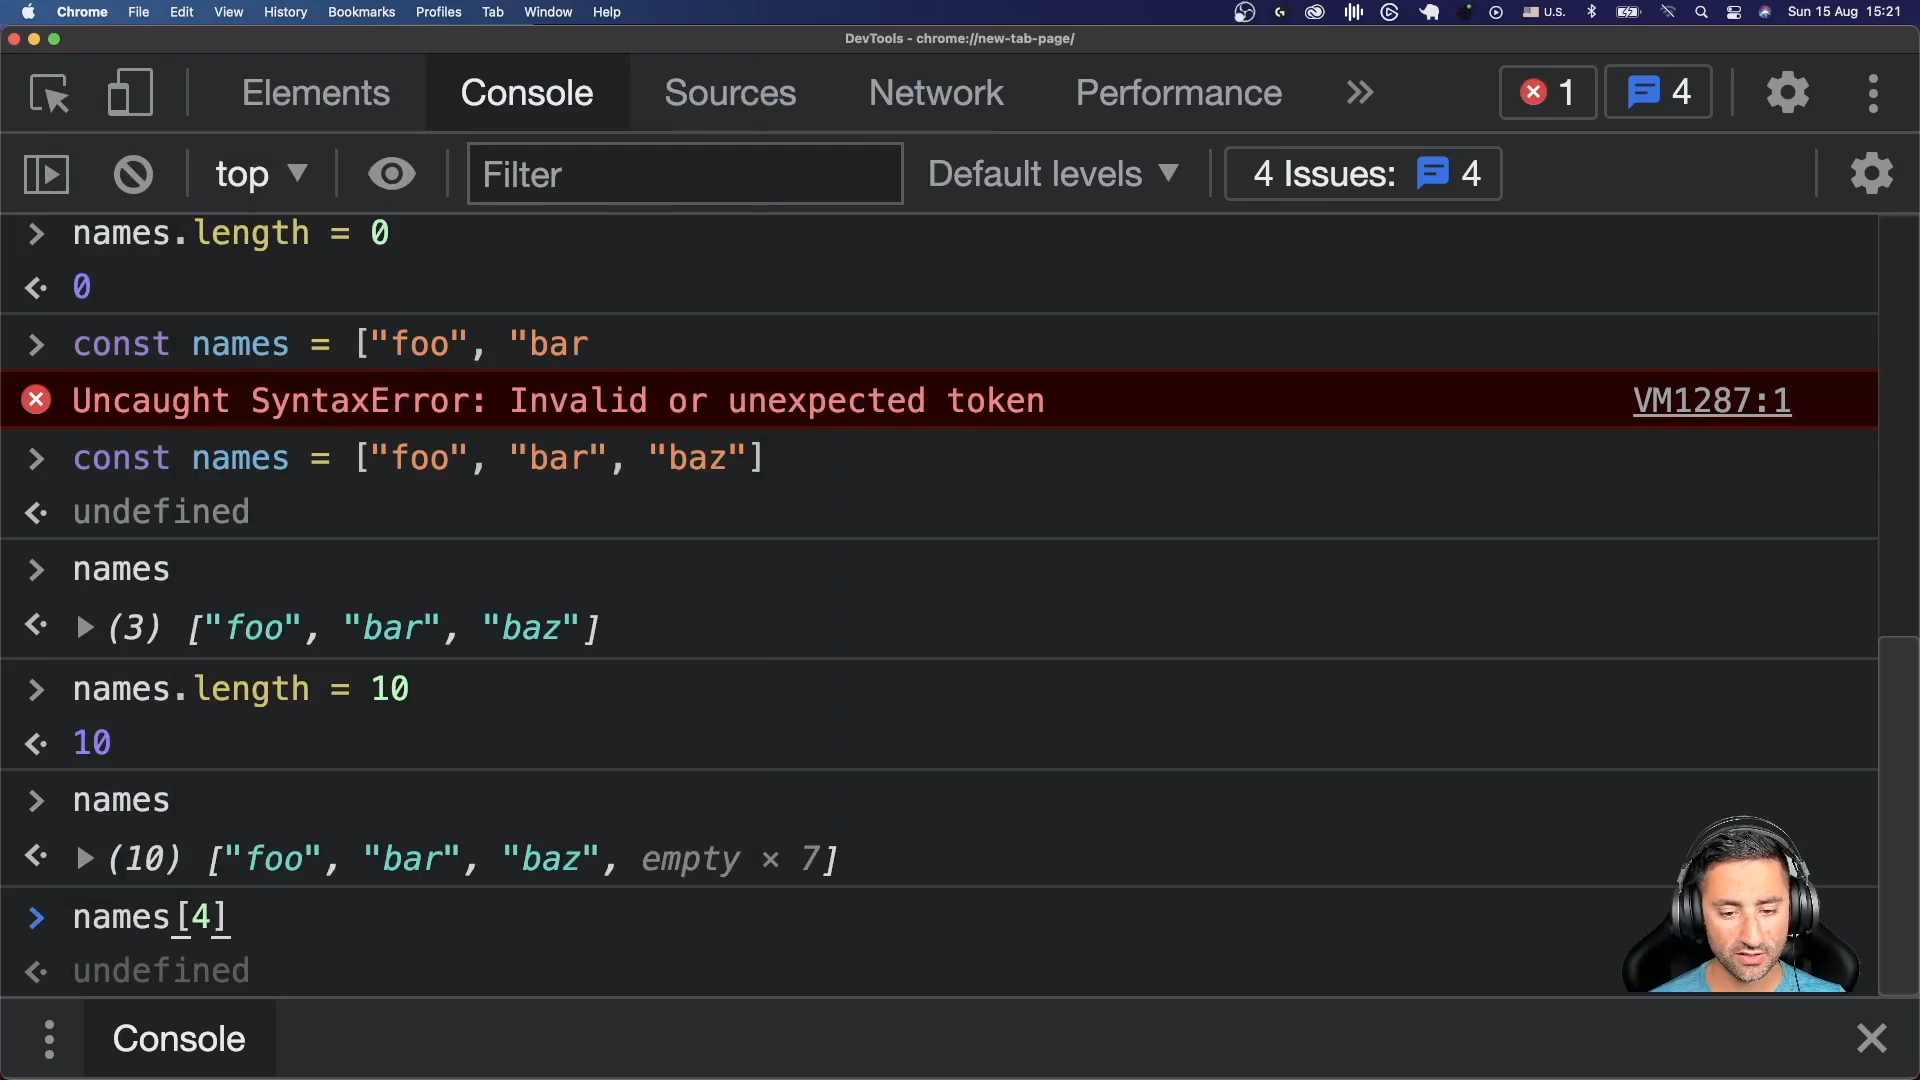 Chrome File Edit View History Bookmarks Profiles Tab Window Help U.S. Sun 15 Aug 15:21
DevTools - chrome://new-tab-page/
Elements Console Sources Network Performance 1 4
top Filter Default levels 4 Issues: 4
names.length = 0
0
const names = ["foo", "bar
Uncaught SyntaxError: Invalid or unexpected token VM1287:1
const names = ["foo", "bar", "baz"]
undefined
names
(3) ["foo", "bar", "baz"]
names.length = 10
10
names
(10) ["foo", "bar", "baz", empty × 7]
names[4]
undefined
Console